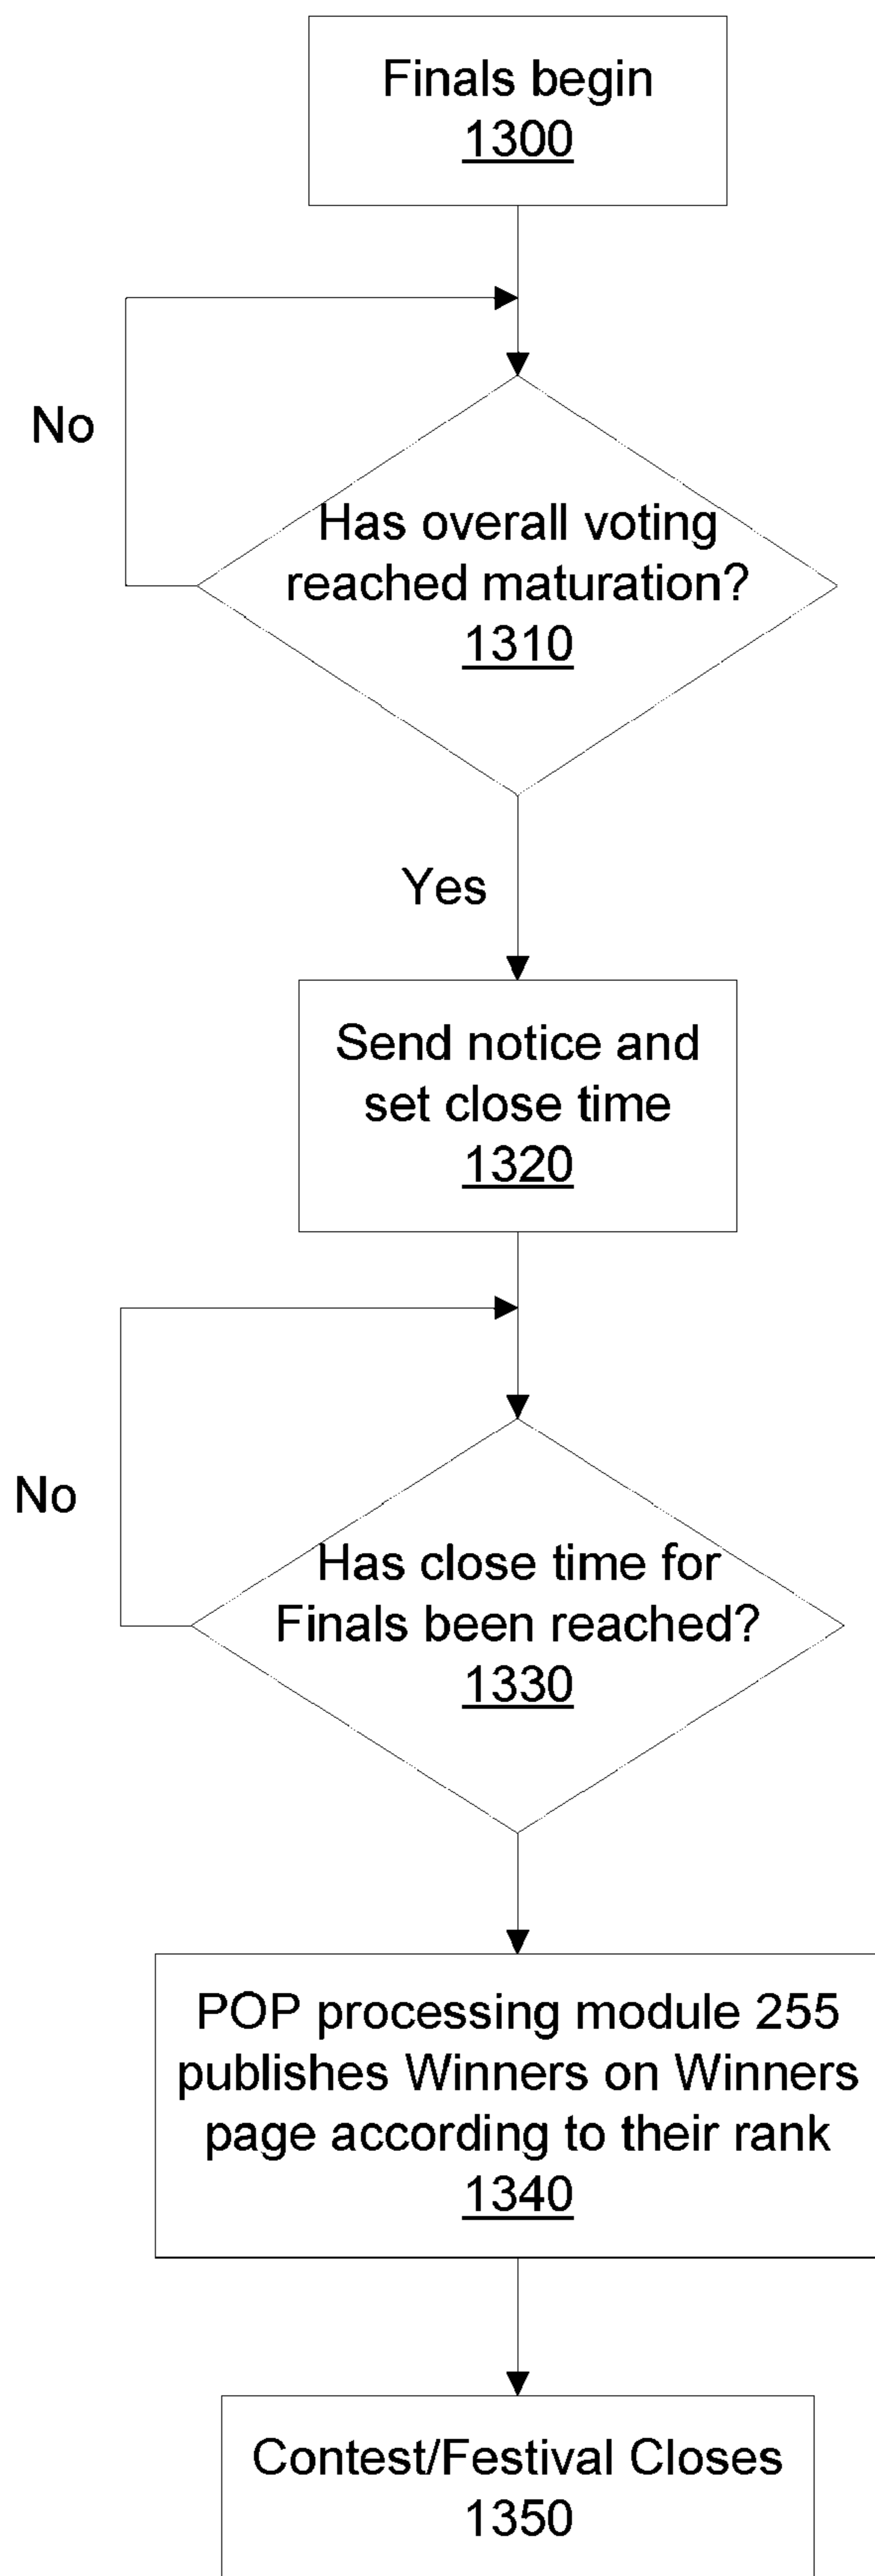 Finals begin
1300
No
Has overall voting
reached maturation?
1310
Yes
Send notice and
set close time
1320
No
Has close time for
Finals been reached?
1330
POP processing module 255
publishes Winners on Winners
page according to their rank
1340
Contest/Festival Closes
1350